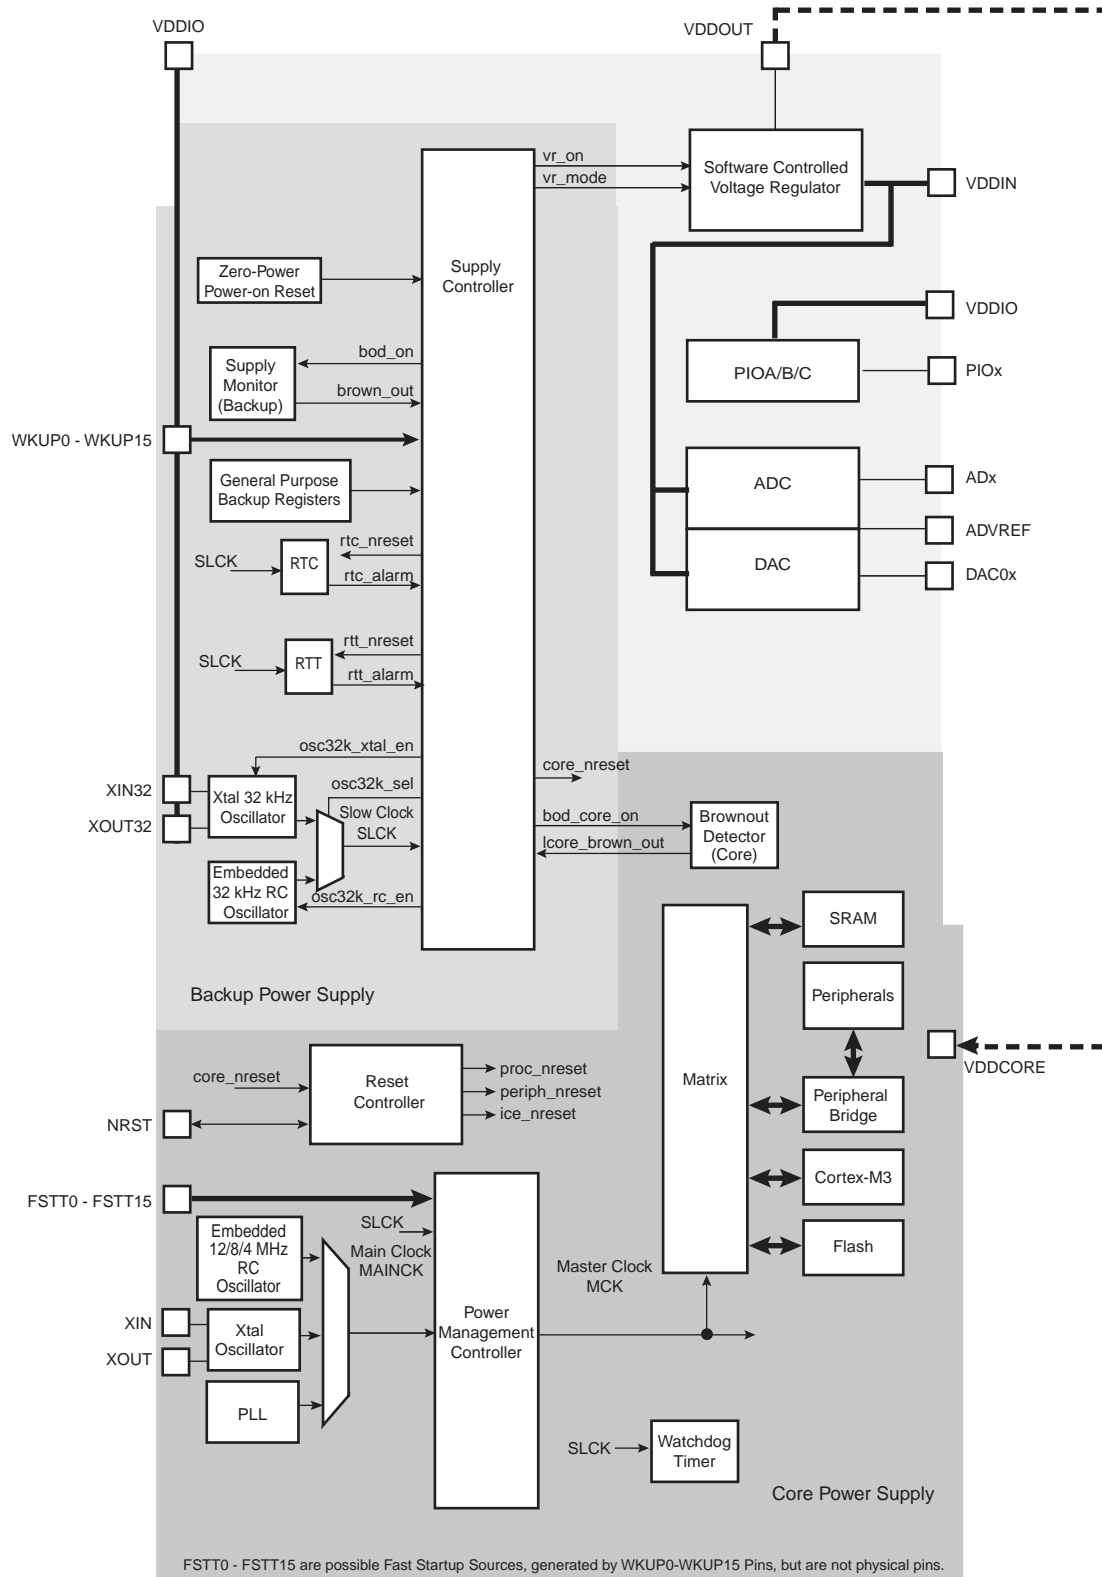 VDDIO
VDDOUT
vr_on
vr_mode
Software Controlled
Voltage Regulator
VDDIN
Supply
Controller
Zero-Power
Power-on Reset
VDDIO
bod_on
Supply
Monitor
(Backup)
brown_out
PIOA/B/C
PIOx
WKUP0 - WKUP15
General Purpose
Backup Registers
ADC
ADx
ADVREF
rtc_nreset
SLCK
RTC
rtc_alarm
DAC
DAC0x
rtt_nreset
SLCK
RTT
rtt_alarm
osc32k_xtal_en
core_nreset
XIN32
Xtal 32 kHz
Oscillator
osc32k_sel
Slow Clock
SLCK
XOUT32
bod_core_on
lcore_brown_out
Brownout
Detector
(Core)
Embedded
32 kHz RC
Oscillator
osc32k_rc_en
SRAM
Backup Power Supply
Peripherals
VDDCORE
Matrix
core_nreset
Reset
Controller
proc_nreset
periph_nreset
ice_nreset
NRST
Peripheral
Bridge
Cortex-M3
FSTT0 - FSTT15
SLCK
Embedded
12/8/4 MHz
RC
Oscillator
Main Clock
MAINCK
Master Clock
MCK
Flash
XIN
Xtal
Oscillator
XOUT
Power
Management
Controller
PLL
SLCK
Watchdog
Timer
Core Power Supply
FSTT0 - FSTT15 are possible Fast Startup Sources, generated by WKUP0-WKUP15 Pins, but are not physical pins.